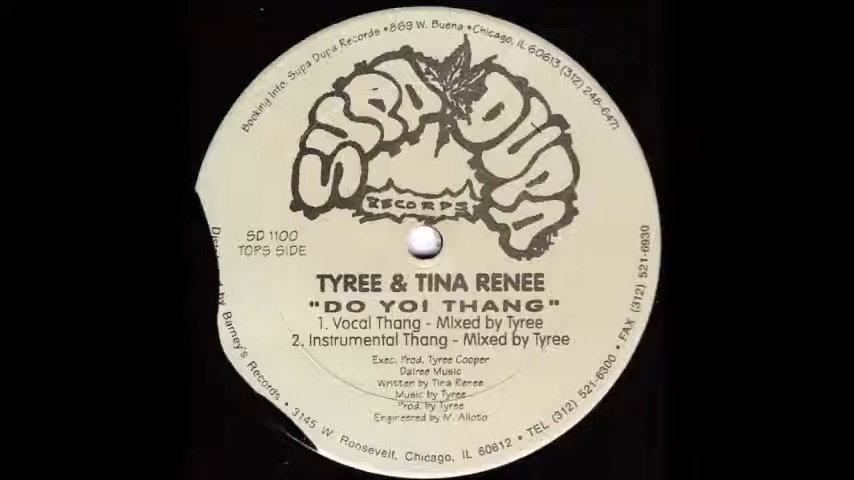 Booking Info. Supa Dupa Records • 869 W. Buena • Chicago, IL 60613 (312) 248-6471
SUPA DUPA
RECORDS
SD 1100
TOPS SIDE
TYREE & TINA RENEE
"DO YOI THANG"
1. Vocal Thang - Mixed by Tyree
2. Instrumental Thang - Mixed by Tyree
Exec. Prod. Tyree Cooper
Dairee Music
Written by Tina Renee
Music by Tyree
Prod. by Tyree
Engineered by M. Alioto
by Barney's Records • 3145 W. Roosevelt, Chicago, IL 60612 • TEL (312) 521-6300 • FAX (312) 521-6930